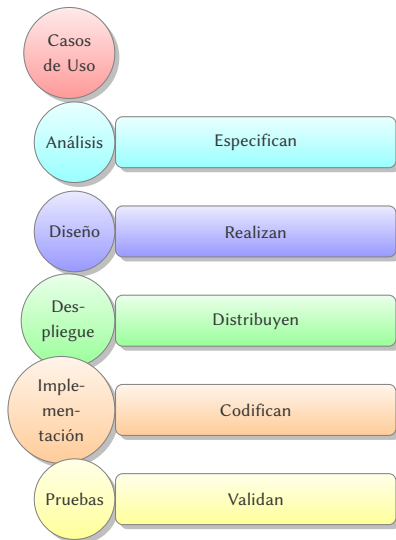 Casos
de Uso
Análisis
Especifican
Diseño
Realizan
Des-
pliegue
Distribuyen
Imple-
men-
tación
Codifican
Pruebas
Validan